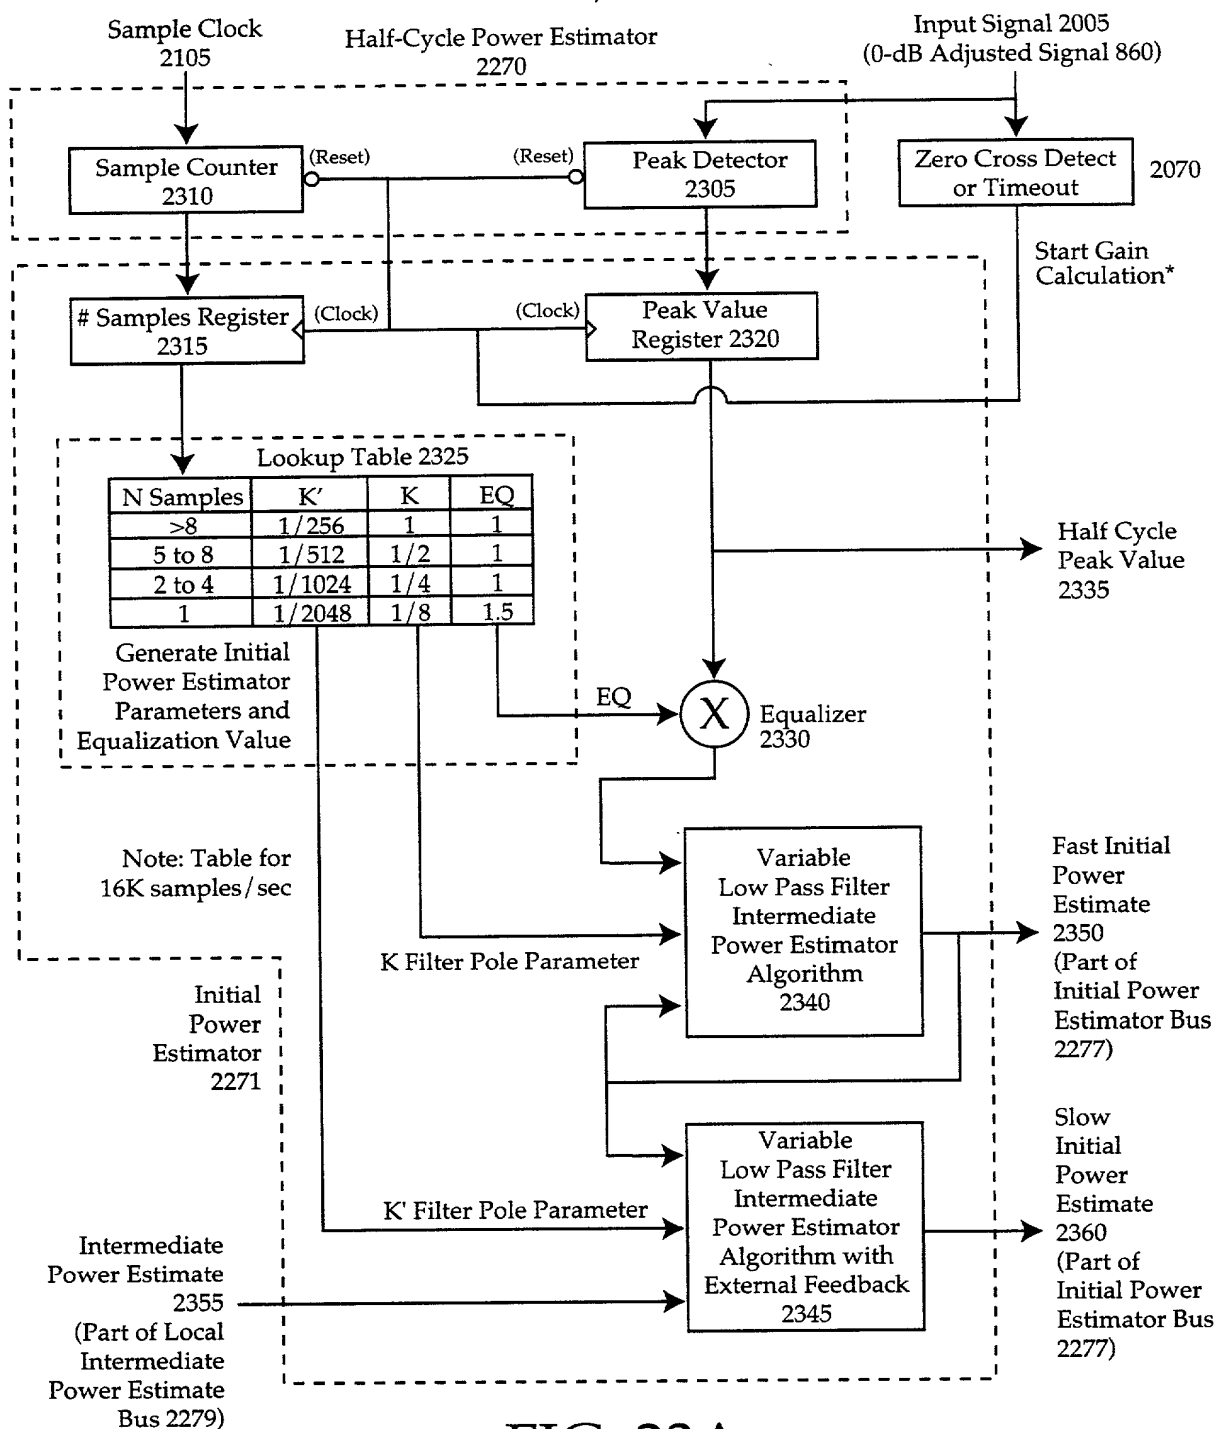 Sample Clock
2105
Half-Cycle Power Estimator
2270
Input Signal 2005
(0-dB Adjusted Signal 860)
Sample Counter
2310
(Reset)
(Reset)
Peak Detector
2305
Zero Cross Detect
or Timeout
2070
Start Gain
Calculation*
# Samples Register
2315
(Clock)
(Clock)
Peak Value
Register 2320
Lookup Table 2325
N Samples K' K EQ
>8 1/256 1 1
5 to 8 1/512 1/2 1
2 to 4 1/1024 1/4 1
1 1/2048 1/8 1.5
Generate Initial
Power Estimator
Parameters and
Equalization Value
Half Cycle
Peak Value
2335
EQ
X
Equalizer
2330
Note: Table for
16K samples/sec
Variable
Low Pass Filter
Intermediate
Power Estimator
Algorithm
2340
K Filter Pole Parameter
Fast Initial
Power
Estimate
2350
(Part of
Initial Power
Estimator Bus
2277)
Initial
Power
Estimator
2271
Variable
Low Pass Filter
Intermediate
Power Estimator
Algorithm with
External Feedback
2345
K' Filter Pole Parameter
Slow
Initial
Power
Estimate
2360
(Part of
Initial Power
Estimator Bus
2277)
Intermediate
Power Estimate
2355
(Part of Local
Intermediate
Power Estimate
Bus 2279)